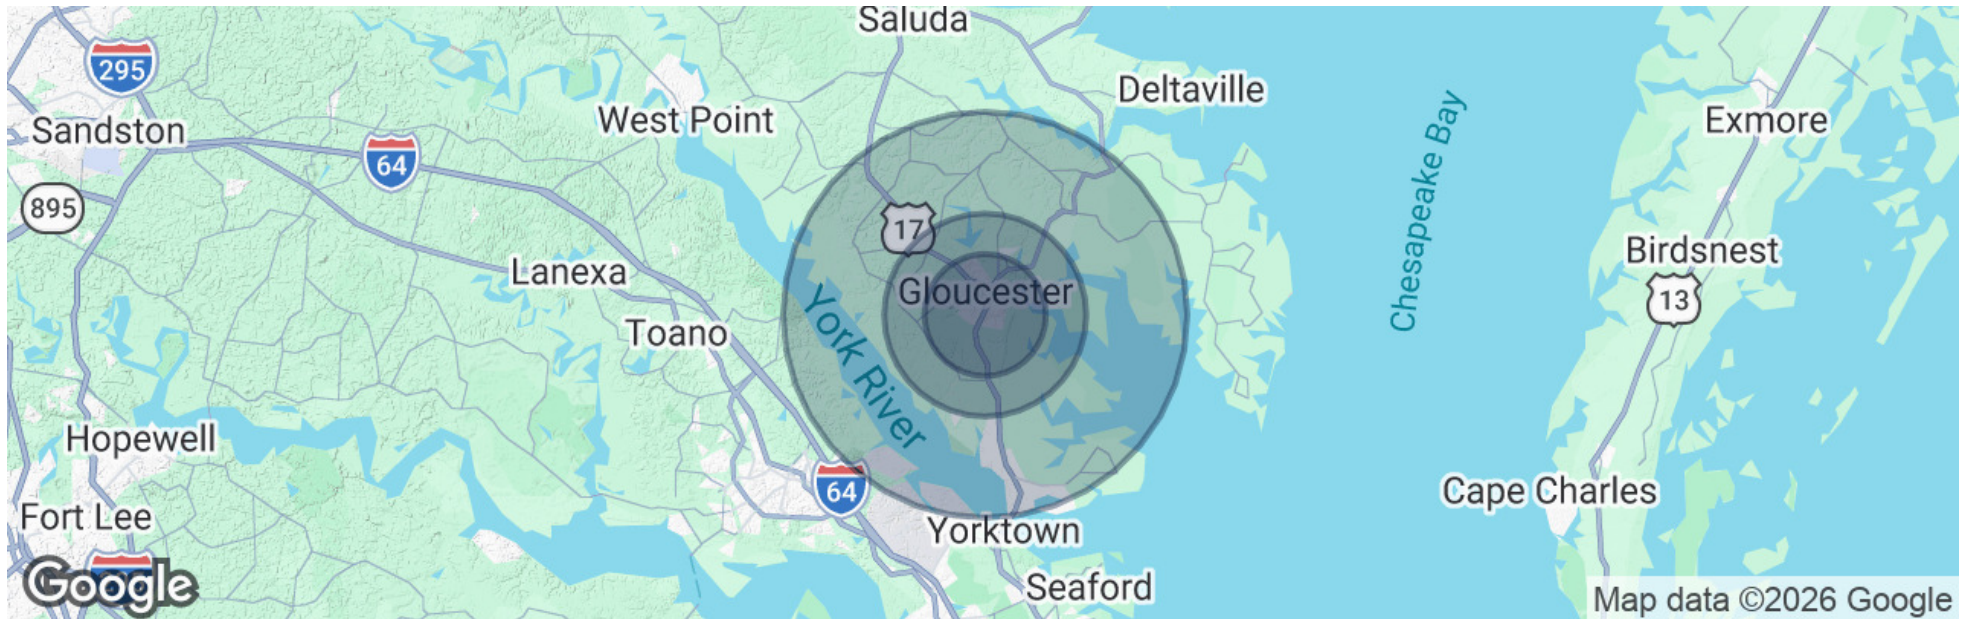 Saluda
295
Deltaville
West Point
Exmore
Sandston
64
895
17
Chesapeake Bay
Birdsnest
Lanexa
Gloucester
13
Toano
York River
Hopewell
64
Cape Charles
Fort Lee
Yorktown
Google
Seaford
Map data ©2026 Google